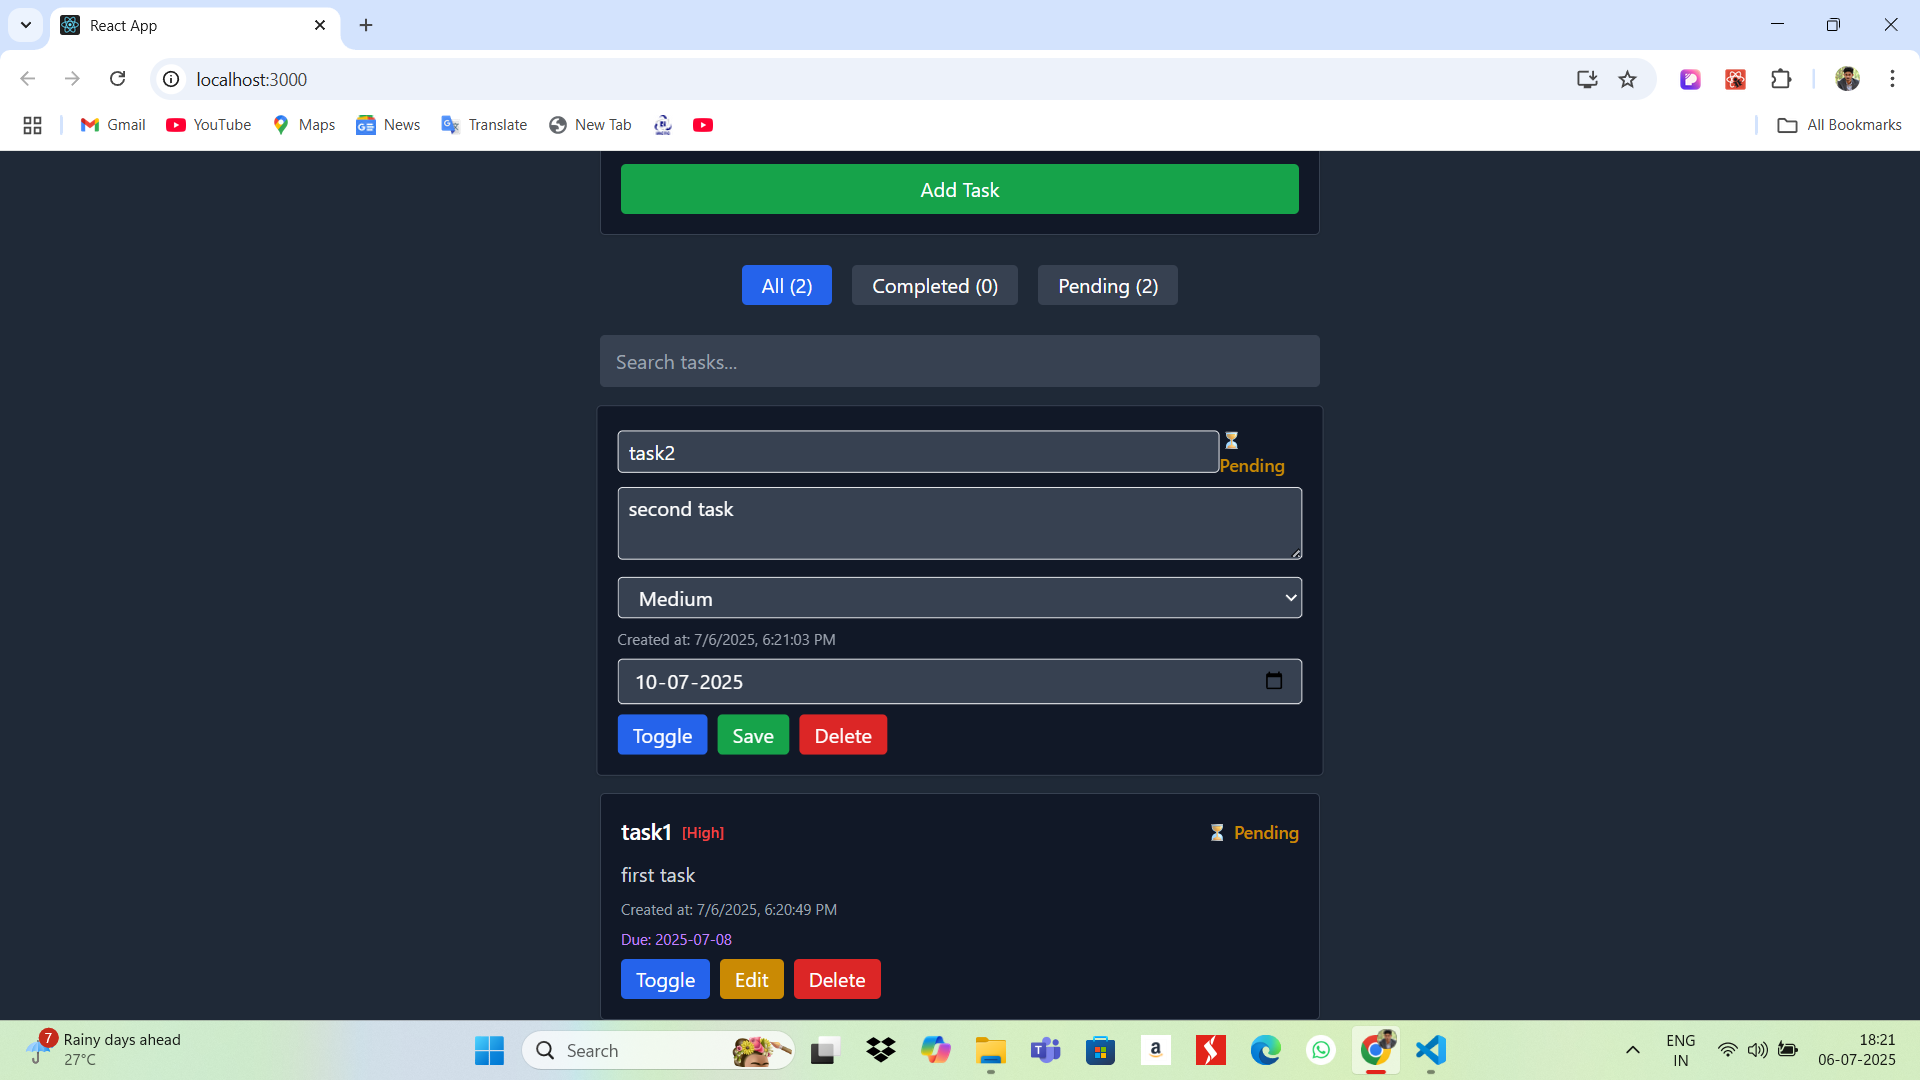 React App
localhost:3000
Gmail
YouTube
Maps
News
Translate
New Tab
All Bookmarks
Add Task
All (2)
Completed (0)
Pending (2)
Search tasks...
task2
⏳ Pending
second task
Medium
Created at: 7/6/2025, 6:21:03 PM
10-07-2025
Toggle
Save
Delete
task1 [High]
⏳ Pending
first task
Created at: 7/6/2025, 6:20:49 PM
Due: 2025-07-08
Toggle
Edit
Delete
7
Rainy days ahead
27°C
Search
ENG
IN
18:21
06-07-2025